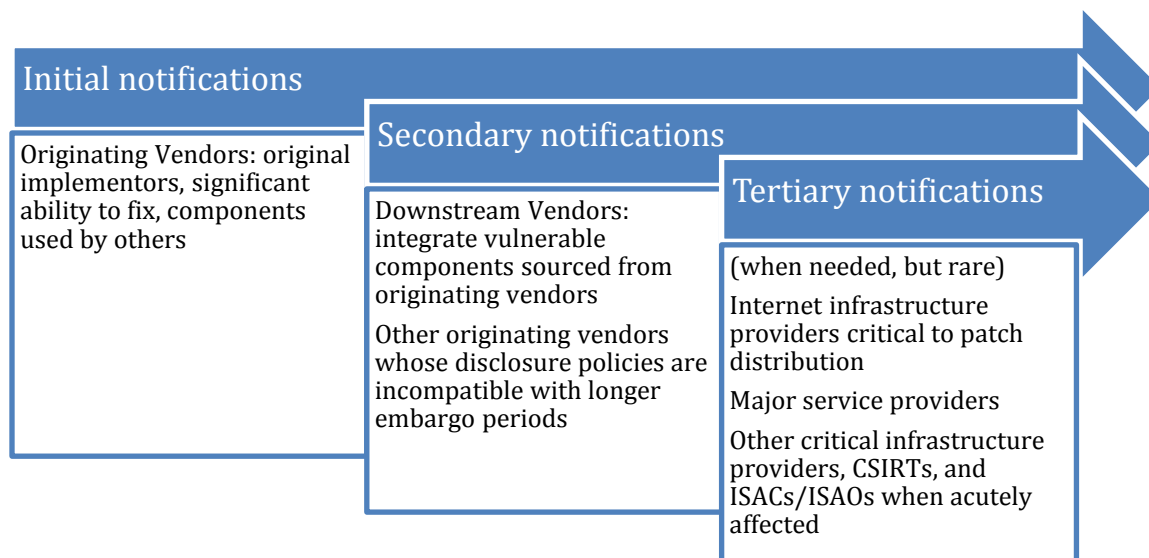 Initial notifications
Originating Vendors: original
implementors, significant
ability to fix, components
used by others
Secondary notifications
Downstream Vendors:
integrate vulnerable
components sourced from
originating vendors
Other originating vendors
whose disclosure policies are
incompatible with longer
embargo periods
Tertiary notifications
(when needed, but rare)
Internet infrastructure
providers critical to patch
distribution
Major service providers
Other critical infrastructure
providers, CSIRTs, and
ISACs/ISAOs when acutely
affected